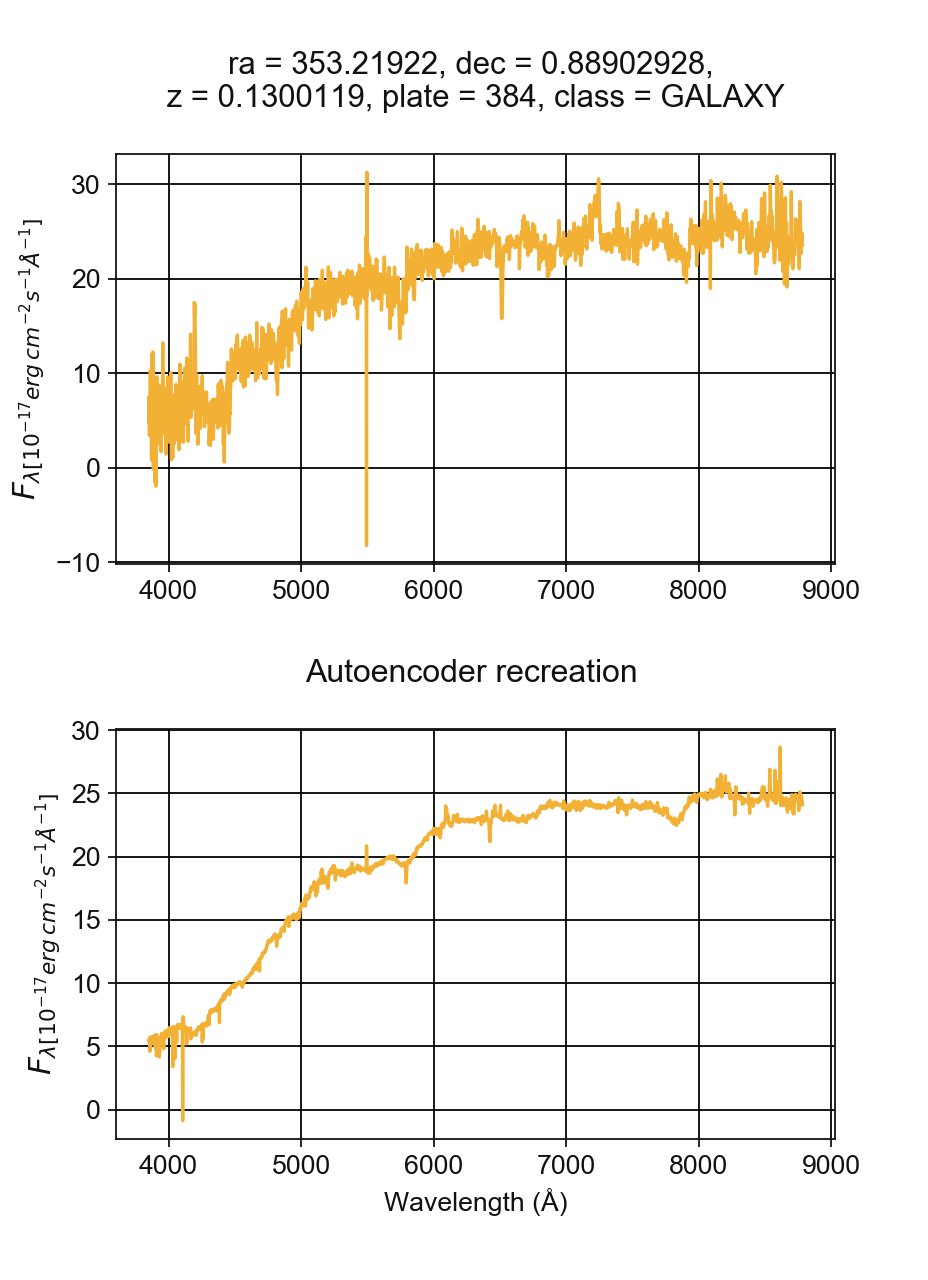 ra = 353.21922, dec = 0.88902928,
z = 0.1300119, plate = 384, class = GALAXY
F_λ[10^{−17} erg cm^{−2} s^{−1} Å^{−1}]
30
20
10
0
−10
4000 5000 6000 7000 8000 9000
Autoencoder recreation
F_λ[10^{−17} erg cm^{−2} s^{−1} Å^{−1}]
30
25
20
15
10
5
0
4000 5000 6000 7000 8000 9000
Wavelength (Å)